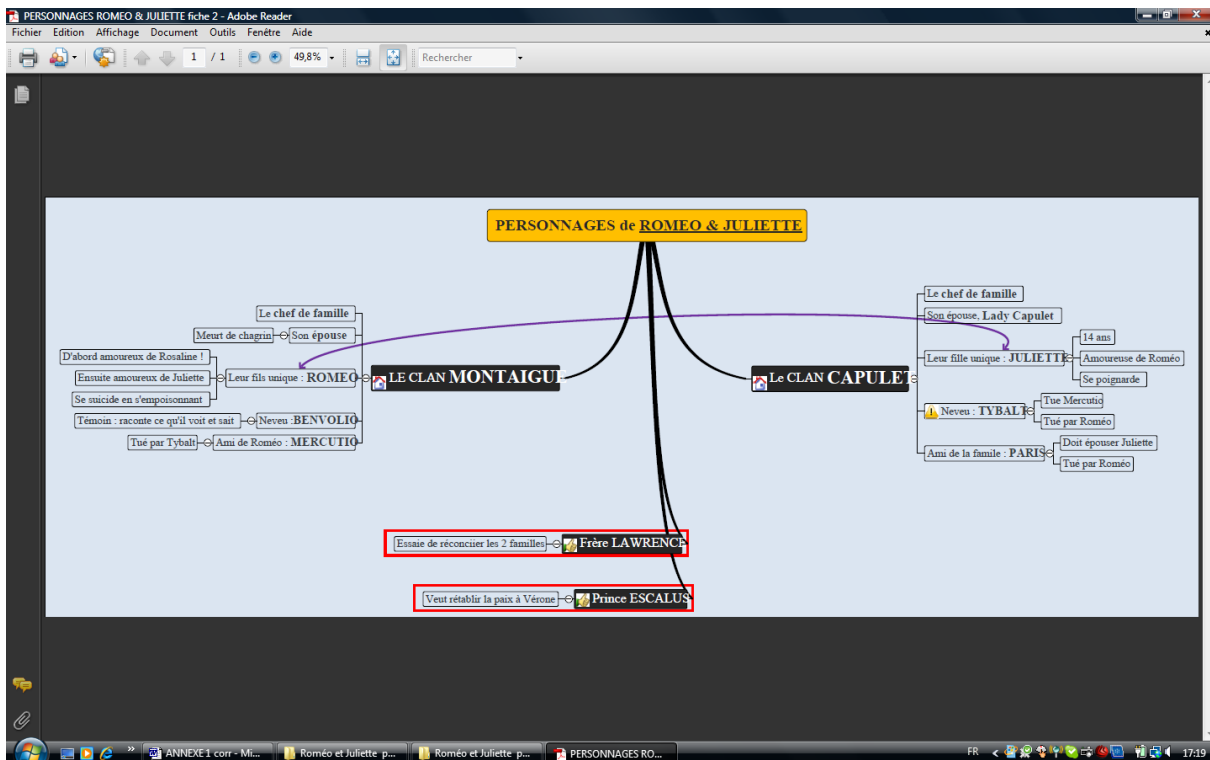 PERSONNAGES ROMEO & JULIETTE fiche 2 - Adobe Reader
Fichier Edition Affichage Document Outils Fenêtre Aide
1 / 1 49,8% Rechercher
PERSONNAGES de ROMEO & JULIETTE
LE CLAN MONTAIGUE
Le chef de famille
Son épouse
Meurt de chagrin
Leur fils unique : ROMEO
D'abord amoureux de Rosaline !
Ensuite amoureux de Juliette
Se suicide en s'empoisonnant
Neveu :BENVOLIO
Témoin : raconte ce qu'il voit et sait
Ami de Roméo : MERCUTIO
Tué par Tybalt
Le CLAN CAPULET
Le chef de famille
Son épouse, Lady Capulet
Leur fille unique : JULIETTE
14 ans
Amoureuse de Roméo
Se poignarde
Neveu : TYBALT
Tue Mercutio
Tué par Roméo
Ami de la famile : PARIS
Doit épouser Juliette
Tué par Roméo
Frère LAWRENCE
Essaie de réconciier les 2 familles
Prince ESCALUS
Veut rétablir la paix à Vérone
ANNEXE 1 corr - Mi... Roméo et Juliette p... Roméo et Juliette p... PERSONNAGES RO... FR 17:19